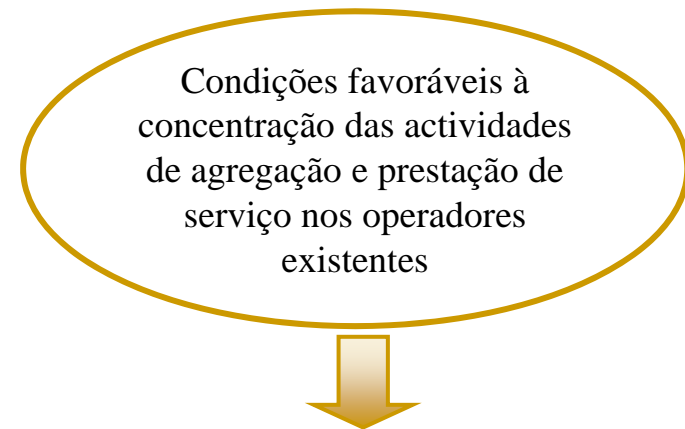 Condições favoráveis à
concentração das actividades
de agregação e prestação de
serviço nos operadores
existentes